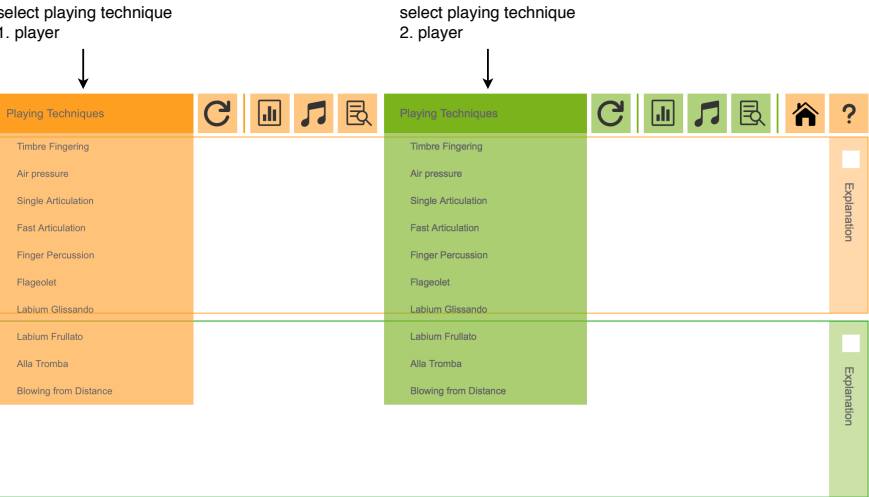 select playing technique
1. player
select playing technique
2. player
Playing Techniques
Timbre Fingering
Air pressure
Single Articulation
Fast Articulation
Finger Percussion
Flageolet
Labium Glissando
Labium Frullato
Alla Tromba
Blowing from Distance
Playing Techniques
?
Timbre Fingering
Air pressure
Single Articulation
Fast Articulation
Finger Percussion
Flageolet
Labium Glissando
Labium Frullato
Alla Tromba
Blowing from Distance
Explanation
Explanation